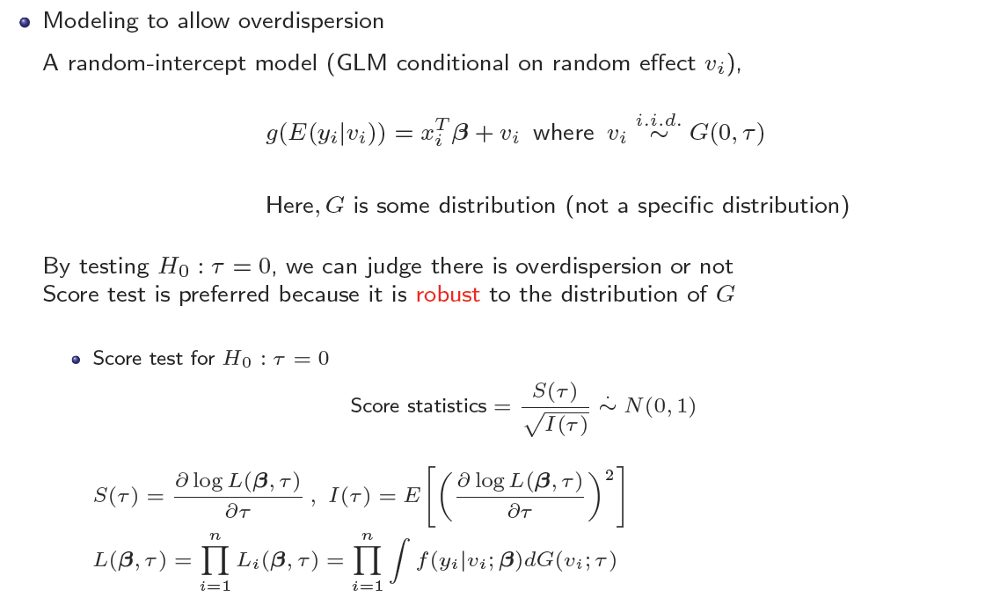 Modeling to allow overdispersion
A random-intercept model (GLM conditional on random effect $v_i$),
$g(E(y_i|v_i)) = x_i^T \boldsymbol{\beta} + v_i$ where $v_i \overset{i.i.d.}{\sim} G(0, \tau)$
Here, $G$ is some distribution (not a specific distribution)
By testing $H_0 : \tau = 0$, we can judge there is overdispersion or not
Score test is preferred because it is robust to the distribution of $G$
Score test for $H_0 : \tau = 0$
Score statistics = $\frac{S(\tau)}{\sqrt{I(\tau)}} \dot{\sim} N(0, 1)$
$S(\tau) = \frac{\partial \log L(\boldsymbol{\beta}, \tau)}{\partial \tau}$ , $I(\tau) = E\left[\left(\frac{\partial \log L(\boldsymbol{\beta}, \tau)}{\partial \tau}\right)^2\right]$
$L(\boldsymbol{\beta}, \tau) = \prod_{i=1}^{n} L_i(\boldsymbol{\beta}, \tau) = \prod_{i=1}^{n} \int f(y_i|v_i; \boldsymbol{\beta}) dG(v_i; \tau)$